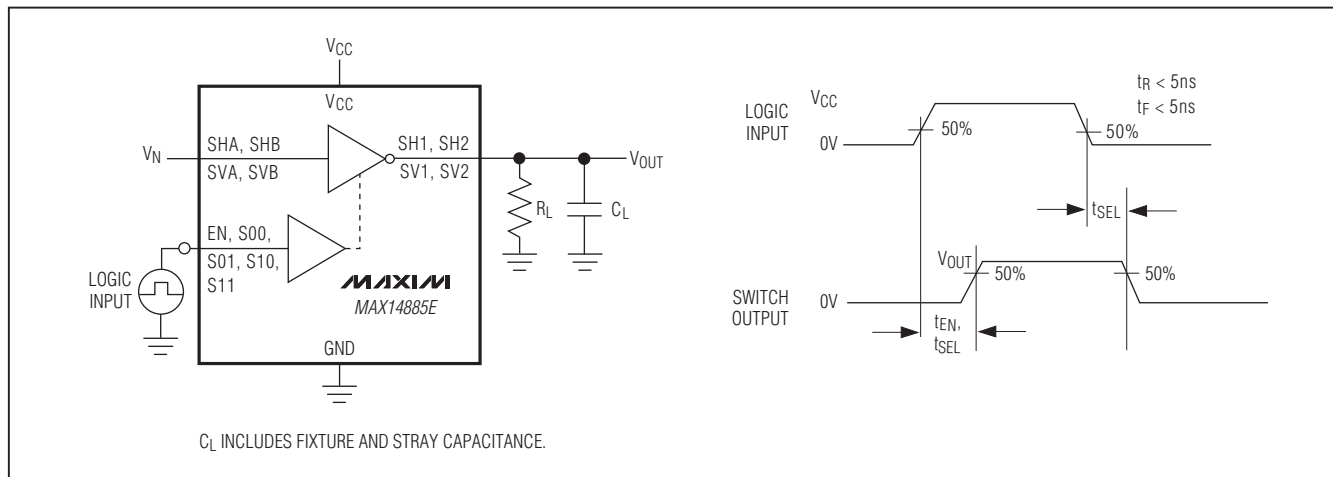 VCC
VCC
VN
SHA, SHB
SVA, SVB
SH1, SH2
SV1, SV2
VOUT
RL
CL
EN, S00,
S01, S10,
S11
LOGIC
INPUT
MAXIM
MAX14885E
GND
CL INCLUDES FIXTURE AND STRAY CAPACITANCE.
tR < 5ns
tF < 5ns
LOGIC
INPUT
VCC
0V
50%
50%
tSEL
SWITCH
OUTPUT
VOUT
0V
50%
50%
tEN,
tSEL